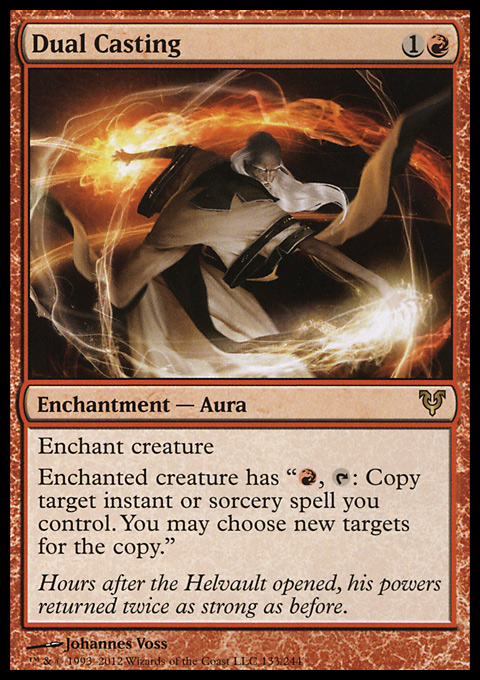 Dual Casting 1
Enchantment — Aura
Enchant creature
Enchanted creature has “ , : Copy
target instant or sorcery spell you
control. You may choose new targets
for the copy.”
Hours after the Helvault opened, his powers
returned twice as strong as before.
Johannes Voss
™ & © 1993–2012 Wizards of the Coast LLC 133/244